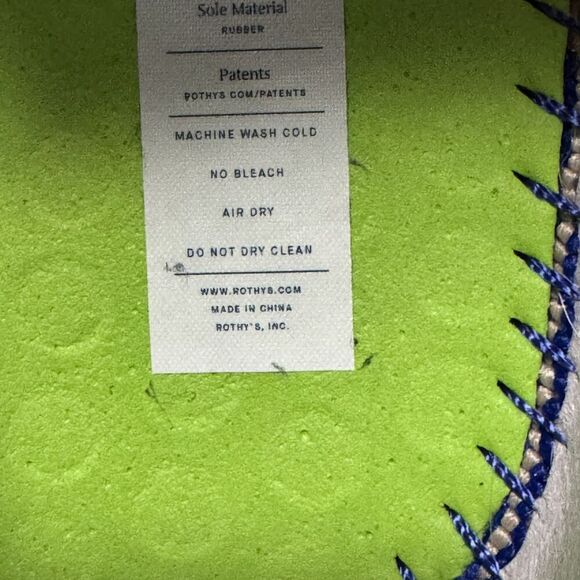 Sole Material
RUBBER
Patents
ROTHYS COM/PATENTS
MACHINE WASH COLD
NO BLEACH
AIR DRY
DO NOT DRY CLEAN
WWW.ROTHYS.COM
MADE IN CHINA
ROTHY'S, INC.